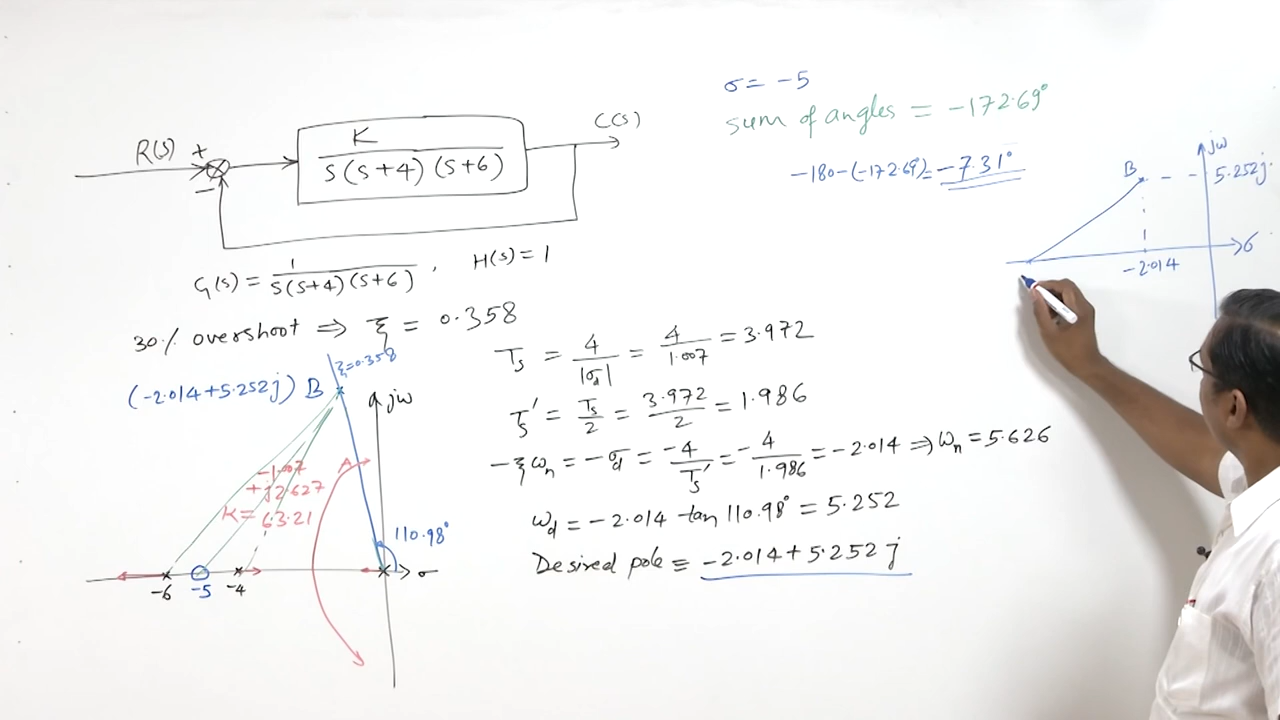 R(s) + −
K
s(s+4)(s+6)
C(s)
G(s) = 1
s(s+4)(s+6) , H(s) = 1
30% overshoot ⇒ ξ = 0.358
ξ=0.358
(-2.014+5.252j) B
jω
A
-1.007
+j2.627
K = 63.21
110.98°
-6 -5 -4
σ
σ = -5
sum of angles = -172.69°
-180-(-172.69)= -7.31°
Ts = 4/|σd| = 4/1.007 = 3.972
Ts' = Ts/2 = 3.972/2 = 1.986
-ξωn = -σd = -4/Ts' = -4/1.986 = -2.014 ⇒ ωn = 5.626
ωd = -2.014 tan 110.98° = 5.252
Desired pole = -2.014+5.252j
jω
B
5.252j
σ
-2.014